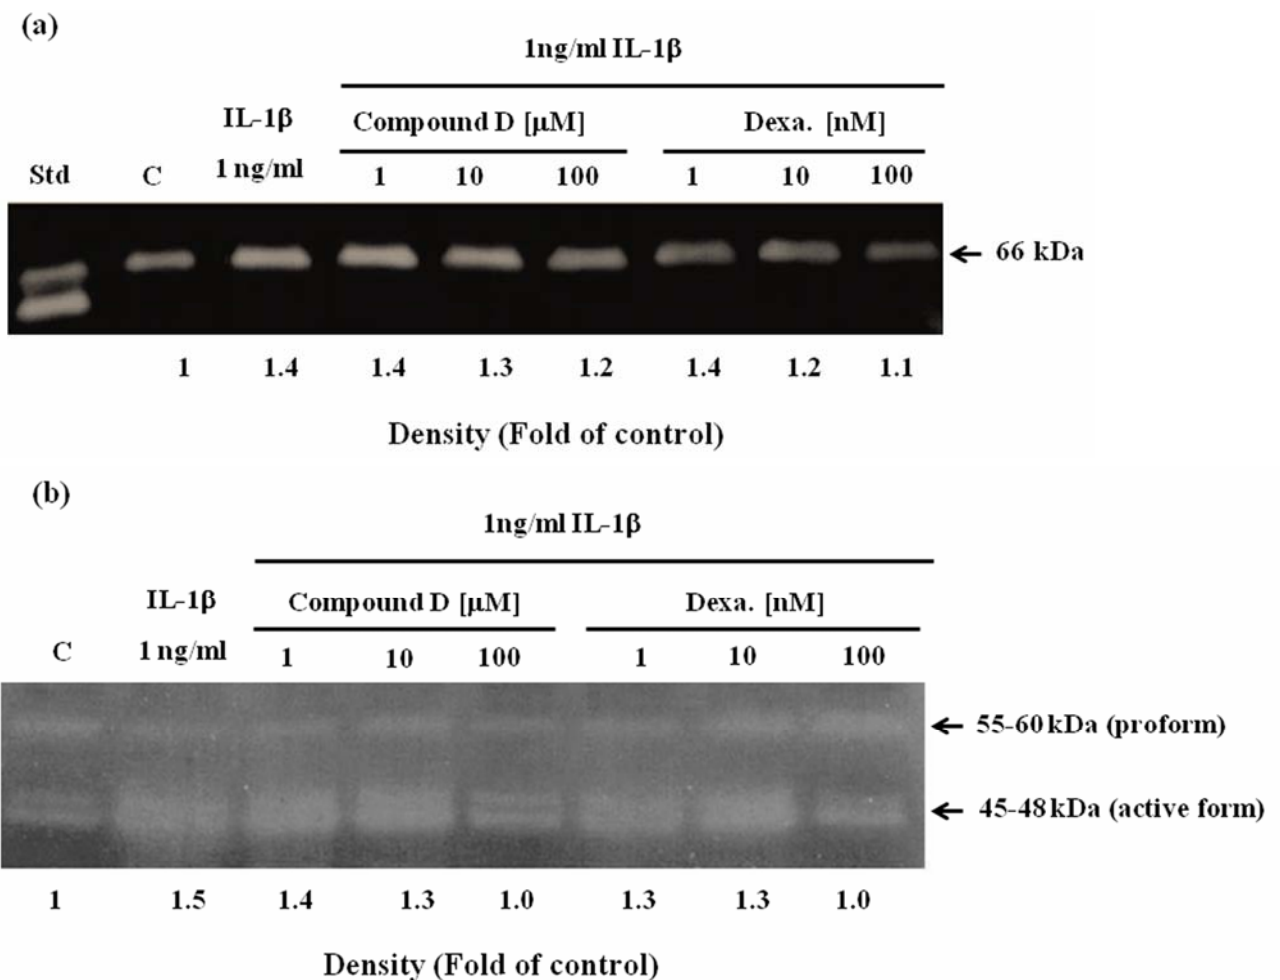 (a)
1ng/ml IL-1β
IL-1β Compound D [μM] Dexa. [nM]
Std C 1 ng/ml 1 10 100 1 10 100
← 66 kDa
1 1.4 1.4 1.3 1.2 1.4 1.2 1.1
Density (Fold of control)
(b)
1ng/ml IL-1β
IL-1β Compound D [μM] Dexa. [nM]
C 1 ng/ml 1 10 100 1 10 100
← 55-60 kDa (proform)
← 45-48 kDa (active form)
1 1.5 1.4 1.3 1.0 1.3 1.3 1.0
Density (Fold of control)